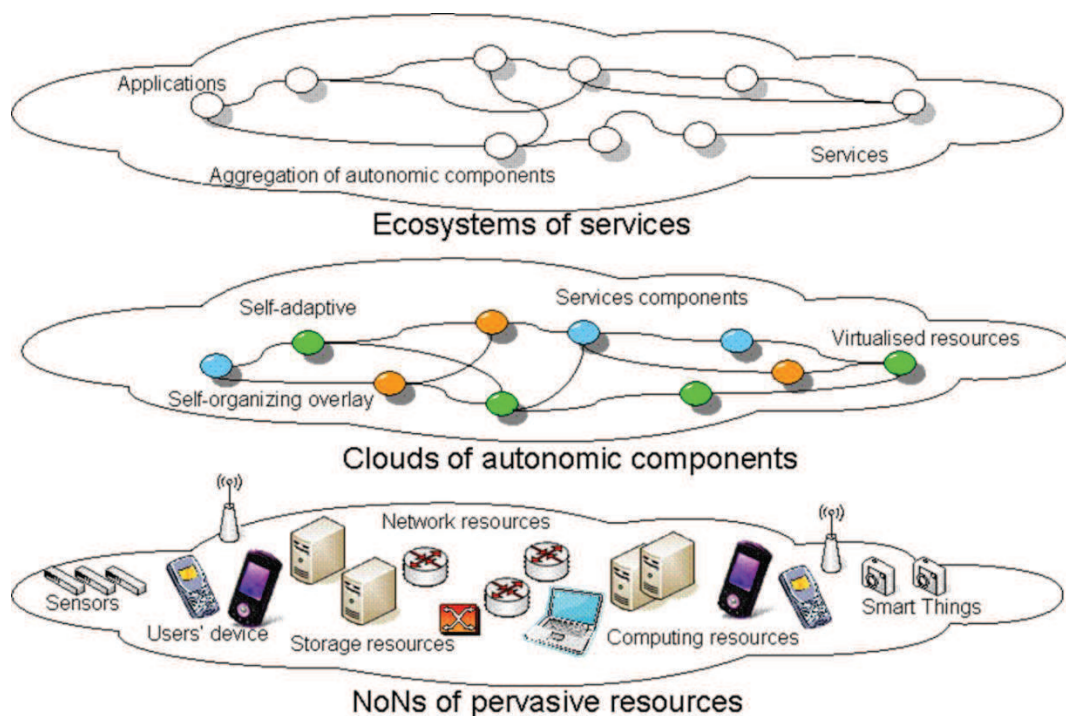 Applications
Aggregation of autonomic components
Services
Ecosystems of services
Self-adaptive
Services components
Virtualised resources
Self-organizing overlay
Clouds of autonomic components
Network resources
Sensors
Users' device
Storage resources
Computing resources
Smart Things
NoNs of pervasive resources